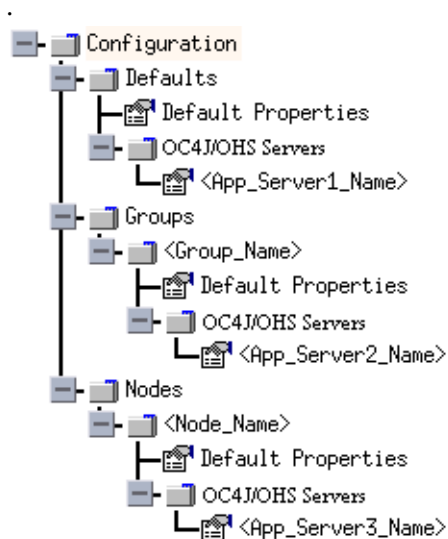 .
Configuration
Defaults
Default Properties
OC4J/OHS Servers
<App_Server1_Name>
Groups
<Group_Name>
Default Properties
OC4J/OHS Servers
<App_Server2_Name>
Nodes
<Node_Name>
Default Properties
OC4J/OHS Servers
<App_Server3_Name>